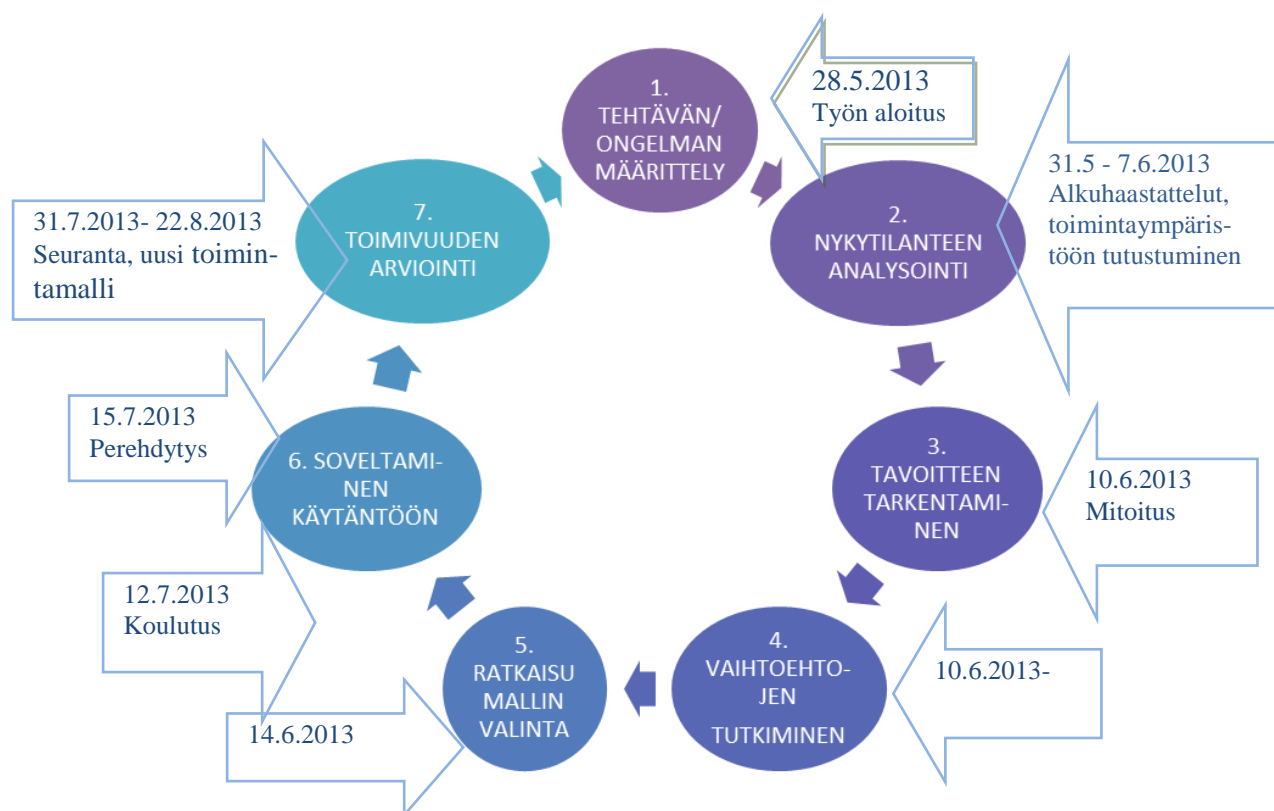 1.
TEHTÄVÄN/
ONGELMAN
MÄÄRITTELY
28.5.2013
Työn aloitus
2.
NYKYTILANTEEN
ANALYSOINTI
31.5 - 7.6.2013
Alkuhaastattelut,
toimintaympäris-
töön tutustuminen
3.
TAVOITTEEN
TARKENTAMI-
NEN
10.6.2013
Mitoitus
4.
VAIHTOEHTO-
JEN
TUTKIMINEN
10.6.2013-
5.
RATKAISU
MALLIN
VALINTA
14.6.2013
6. SOVELTAMI-
NEN
KÄYTÄNTÖÖN
12.7.2013
Koulutus
15.7.2013
Perehdytys
7.
TOIMIVUUDEN
ARVIOINTI
31.7.2013- 22.8.2013
Seuranta, uusi toimin-
tamalli